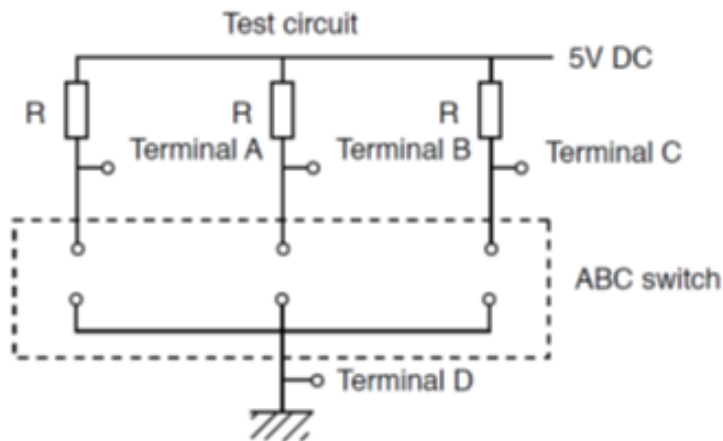 Test circuit
5V DC
R
R
R
Terminal A
Terminal B
Terminal C
ABC switch
Terminal D